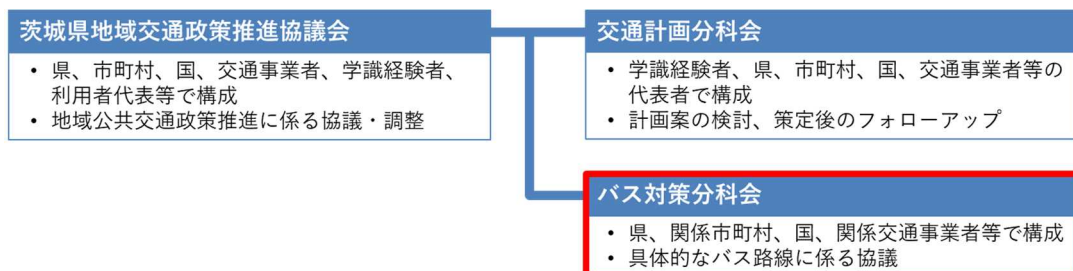 茨城県地域交通政策推進協議会
• 県、市町村、国、交通事業者、学識経験者、
利用者代表等で構成
• 地域公共交通政策推進に係る協議・調整
交通計画分科会
• 学識経験者、県、市町村、国、交通事業者等の
代表者で構成
• 計画案の検討、策定後のフォローアップ
バス対策分科会
• 県、関係市町村、国、関係交通事業者等で構成
• 具体的なバス路線に係る協議